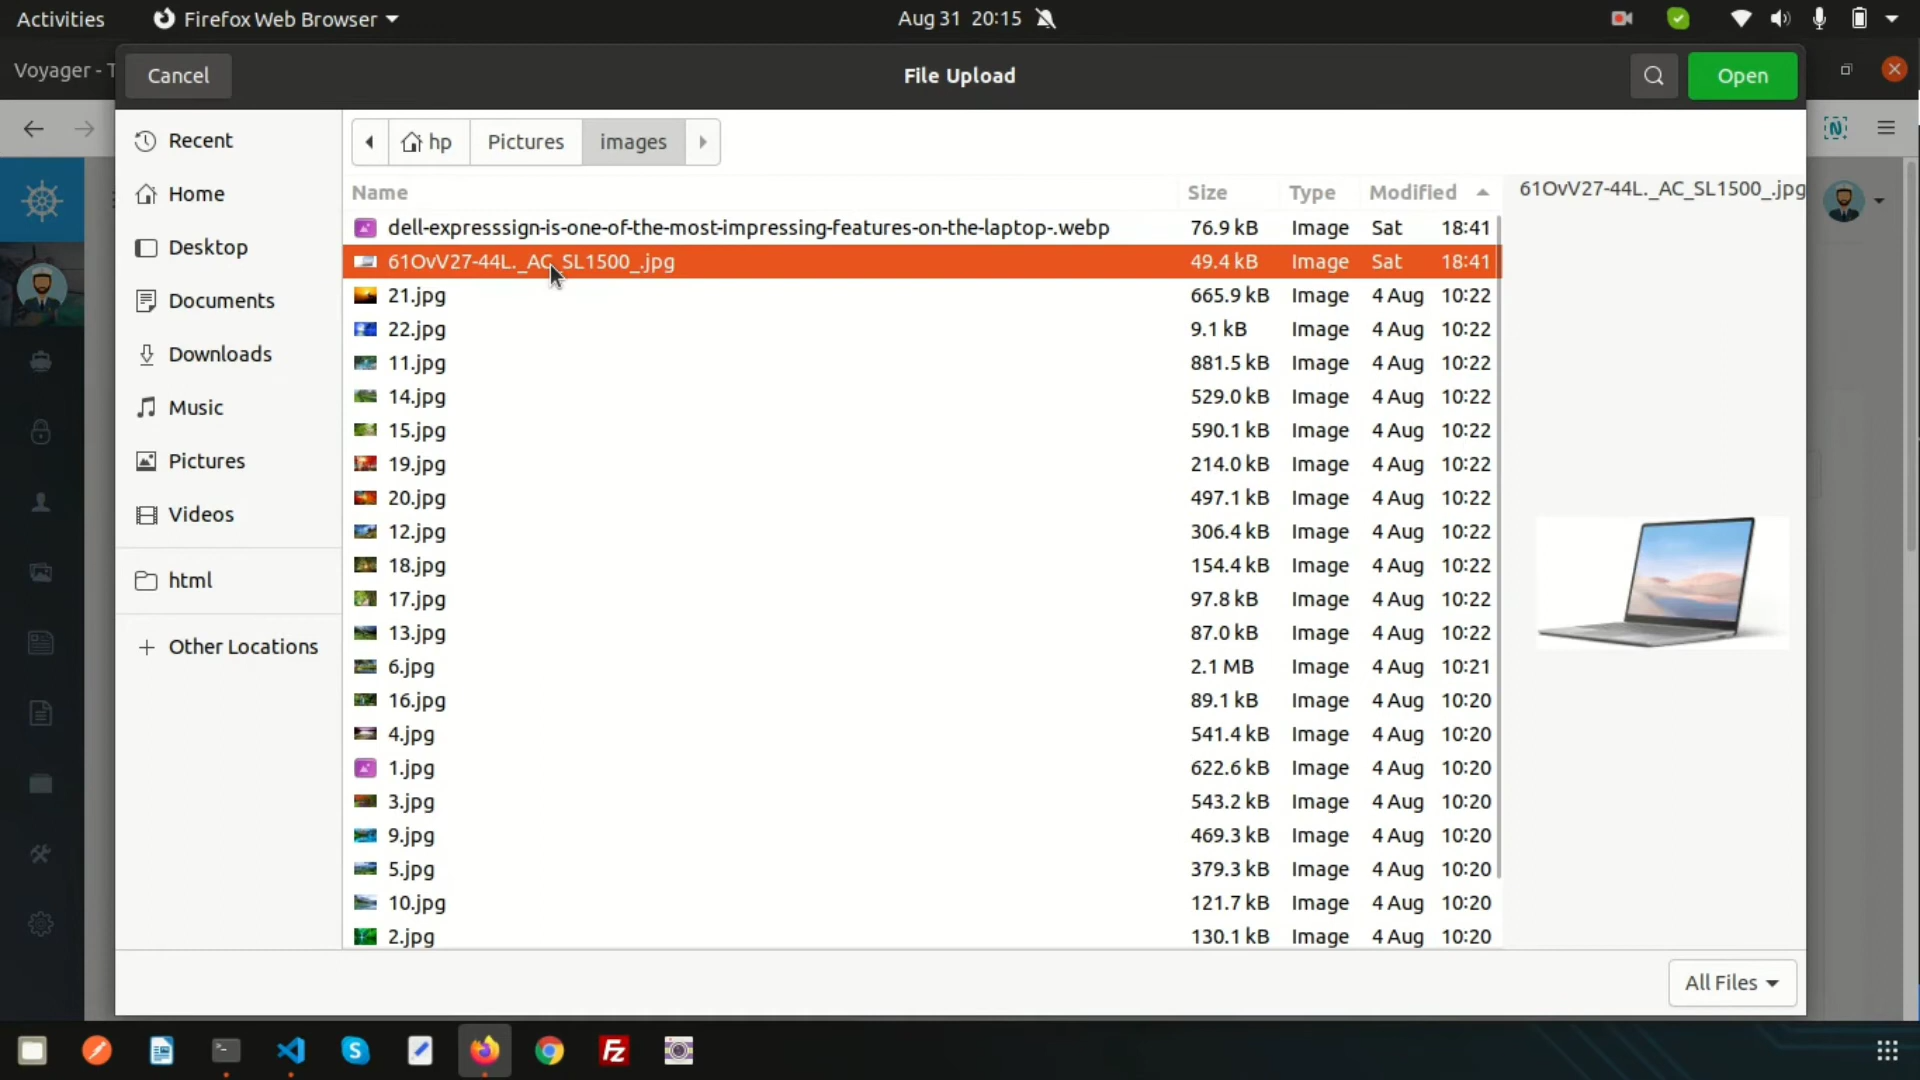 Activities Firefox Web Browser Aug 31 20:15
Voyager - T Cancel File Upload Open
hp Pictures images
Recent
Home
Desktop
Documents
Downloads
Music
Pictures
Videos
html
Other Locations
Name Size Type Modified
dell-expresssign-is-one-of-the-most-impressing-features-on-the-laptop-.webp 76.9 kB Image Sat 18:41
61OvV27-44L._AC_SL1500_.jpg 49.4 kB Image Sat 18:41
21.jpg 665.9 kB Image 4 Aug 10:22
22.jpg 9.1 kB Image 4 Aug 10:22
11.jpg 881.5 kB Image 4 Aug 10:22
14.jpg 529.0 kB Image 4 Aug 10:22
15.jpg 590.1 kB Image 4 Aug 10:22
19.jpg 214.0 kB Image 4 Aug 10:22
20.jpg 497.1 kB Image 4 Aug 10:22
12.jpg 306.4 kB Image 4 Aug 10:22
18.jpg 154.4 kB Image 4 Aug 10:22
17.jpg 97.8 kB Image 4 Aug 10:22
13.jpg 87.0 kB Image 4 Aug 10:22
6.jpg 2.1 MB Image 4 Aug 10:21
16.jpg 89.1 kB Image 4 Aug 10:20
4.jpg 541.4 kB Image 4 Aug 10:20
1.jpg 622.6 kB Image 4 Aug 10:20
3.jpg 543.2 kB Image 4 Aug 10:20
9.jpg 469.3 kB Image 4 Aug 10:20
5.jpg 379.3 kB Image 4 Aug 10:20
10.jpg 121.7 kB Image 4 Aug 10:20
2.jpg 130.1 kB Image 4 Aug 10:20
61OvV27-44L._AC_SL1500_.jpg
All Files